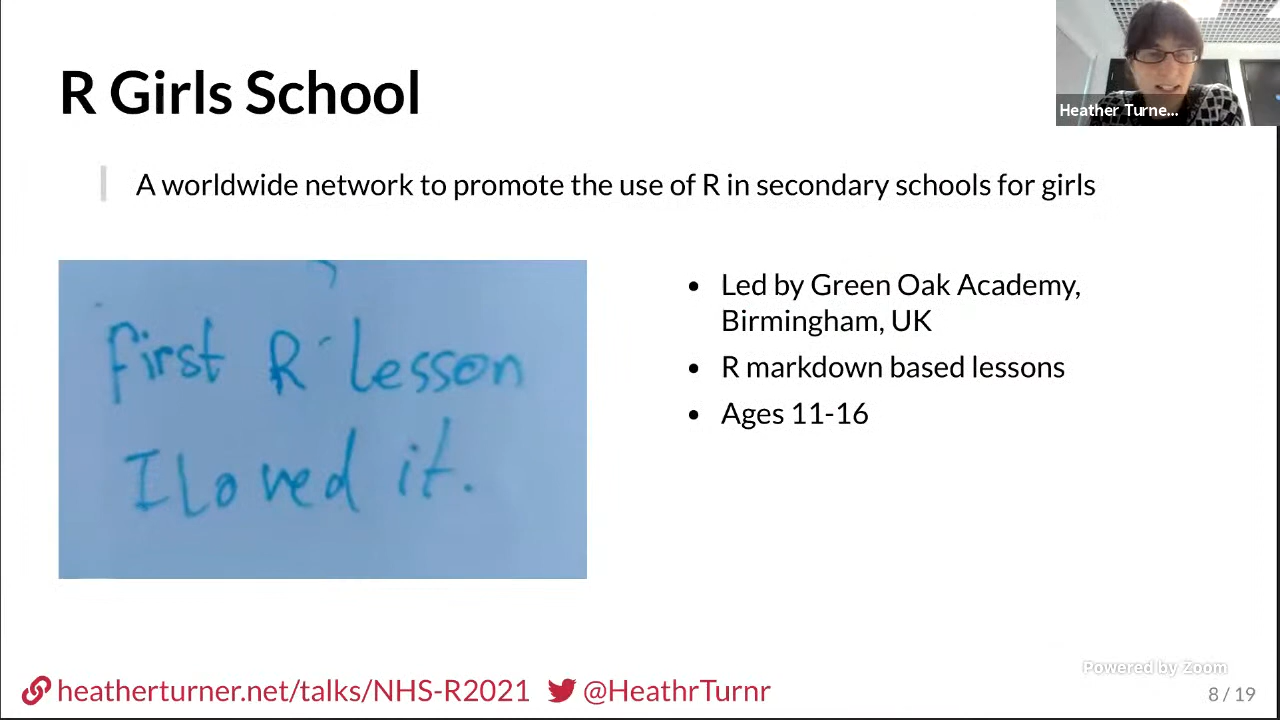 R Girls School
Heather Turne...
A worldwide network to promote the use of R in secondary schools for girls
first R lesson
I loved it.
• Led by Green Oak Academy,
Birmingham, UK
• R markdown based lessons
• Ages 11-16
Powered by Zoom
heatherturner.net/talks/NHS-R2021 @HeathrTurnr
8 / 19